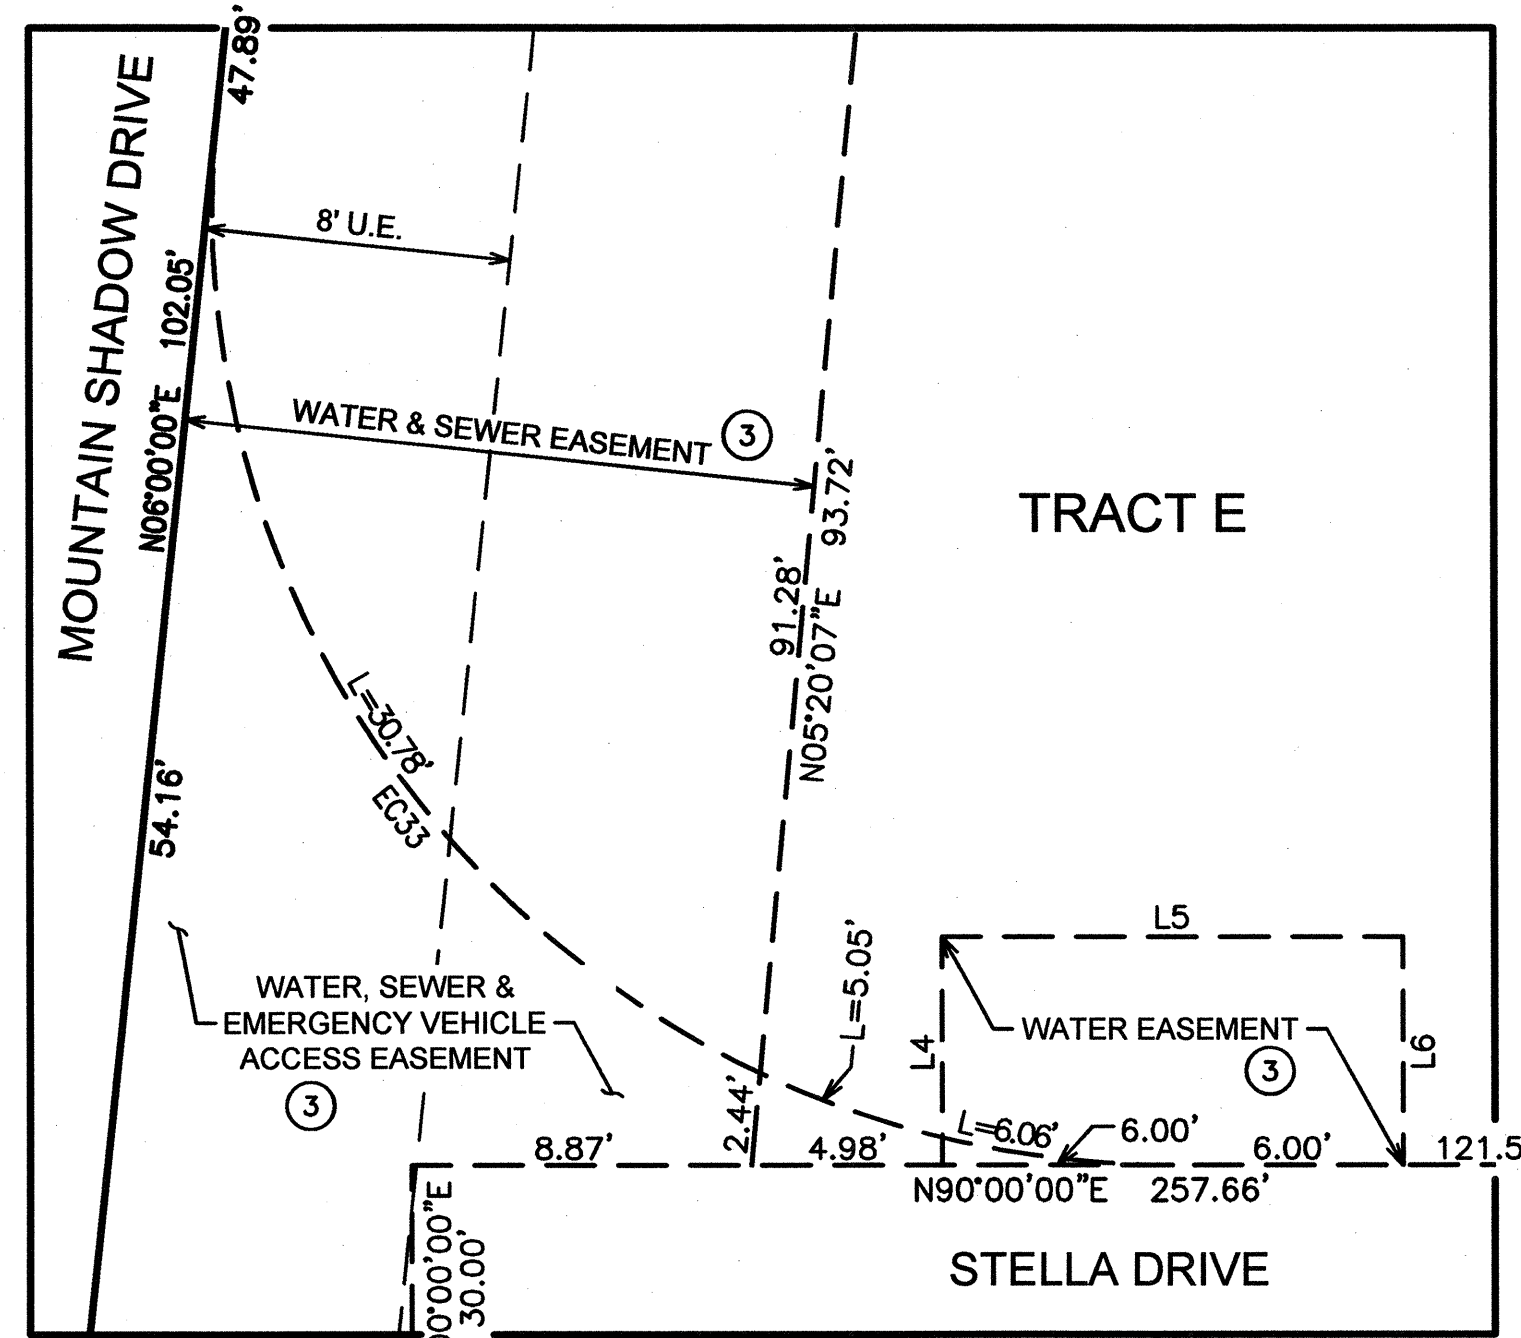 47.89'
MOUNTAIN SHADOW DRIVE
8' U.E.
N06°00'00"E 102.05'
WATER & SEWER EASEMENT 3
93.72'
91.28'
N05°20'07"E
TRACT E
L=30.78'
EC33
54.16'
L5
L=5.05'
WATER, SEWER &
EMERGENCY VEHICLE
ACCESS EASEMENT
3
WATER EASEMENT
3
L4
L6
2.44'
L=6.06'
6.00'
8.87'
4.98'
6.00'
121.5
N90°00'00"E 257.66'
0°00'00"E
30.00'
STELLA DRIVE